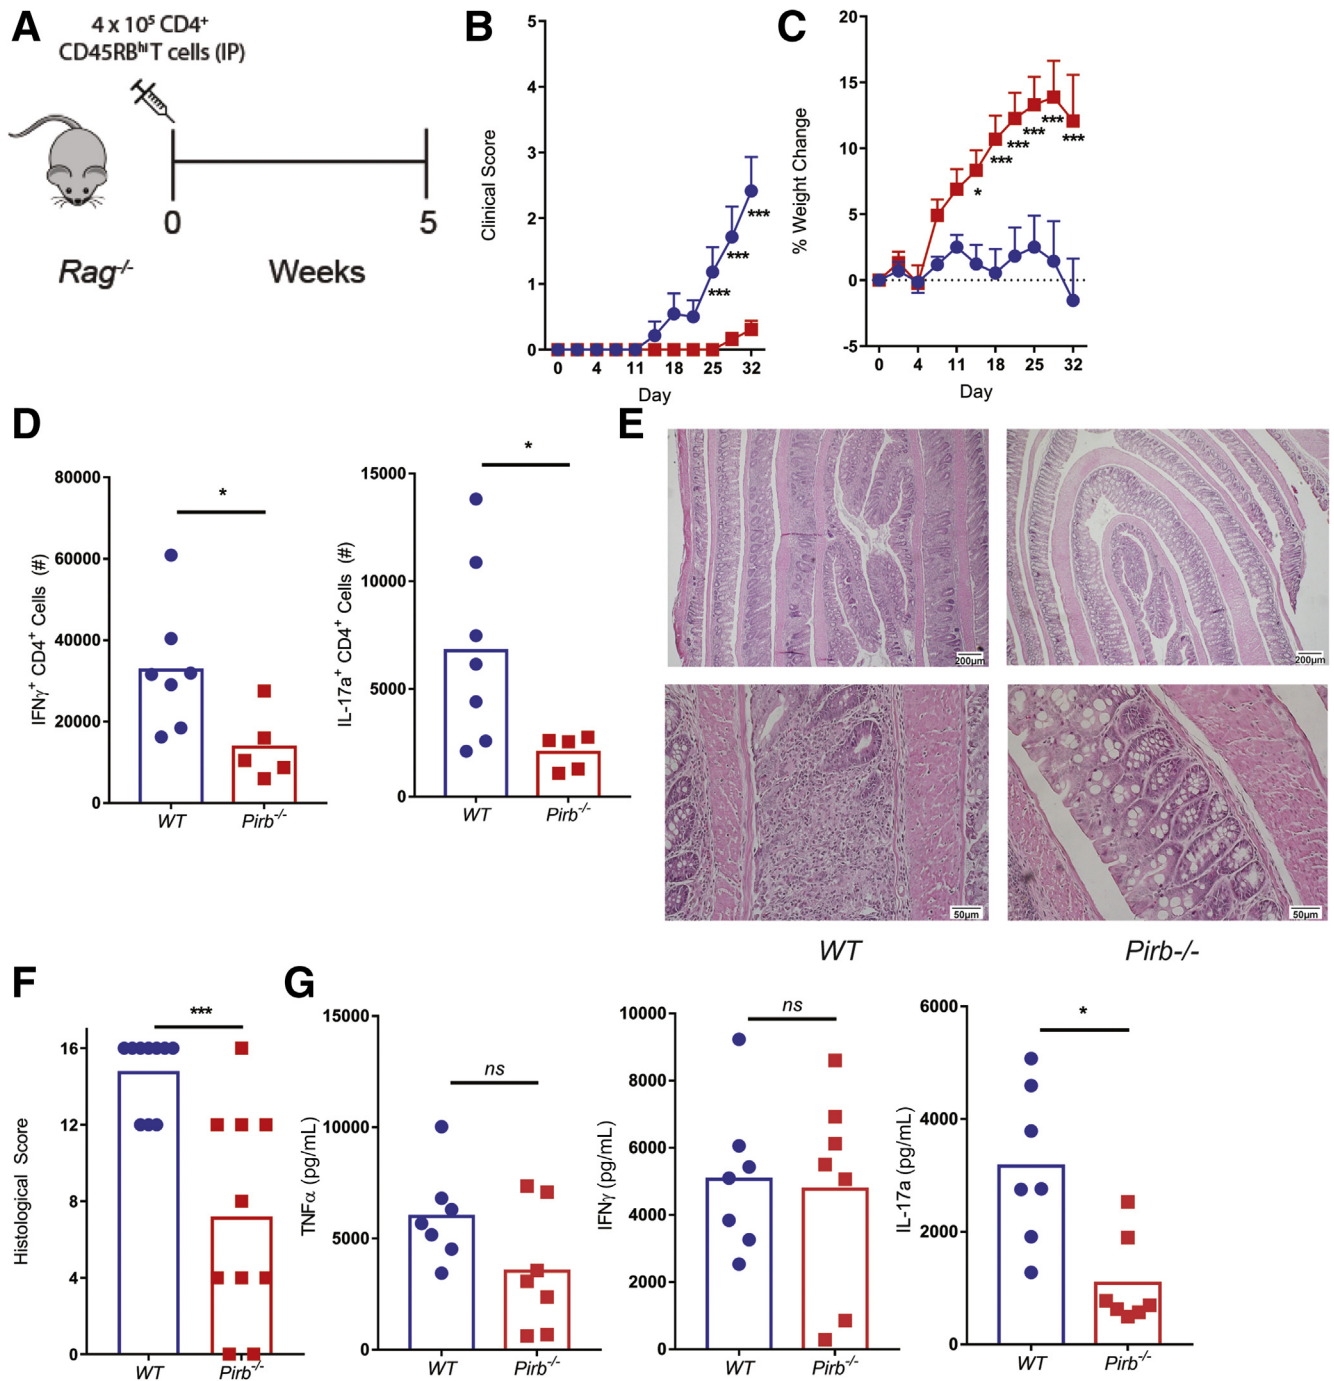 A
4 x 10⁵ CD4⁺
CD45RBʰⁱ T cells (IP)
0
5
Rag⁻/⁻
Weeks
B
Clinical Score
5
4
3
2
1
0
***
***
***
0 4 11 18 25 32
Day
C
% Weight Change
20
15
10
5
0
-5
*
***
***
***
***
***
0 4 11 18 25 32
Day
D
IFNγ⁺ CD4⁺ Cells (#)
80000
60000
40000
20000
0
*
WT Pirb⁻/⁻
IL-17a⁺ CD4⁺ Cells (#)
15000
10000
5000
0
*
WT Pirb⁻/⁻
E
200µm
200µm
50µm
50µm
WT
Pirb-/-
F
Histological Score
16
12
8
4
0
***
WT Pirb⁻/⁻
G
TNFα (pg/mL)
15000
10000
5000
0
ns
WT Pirb⁻/⁻
IFNγ (pg/mL)
10000
8000
6000
4000
2000
0
ns
WT Pirb⁻/⁻
IL-17a (pg/mL)
6000
4000
2000
0
*
WT Pirb⁻/⁻